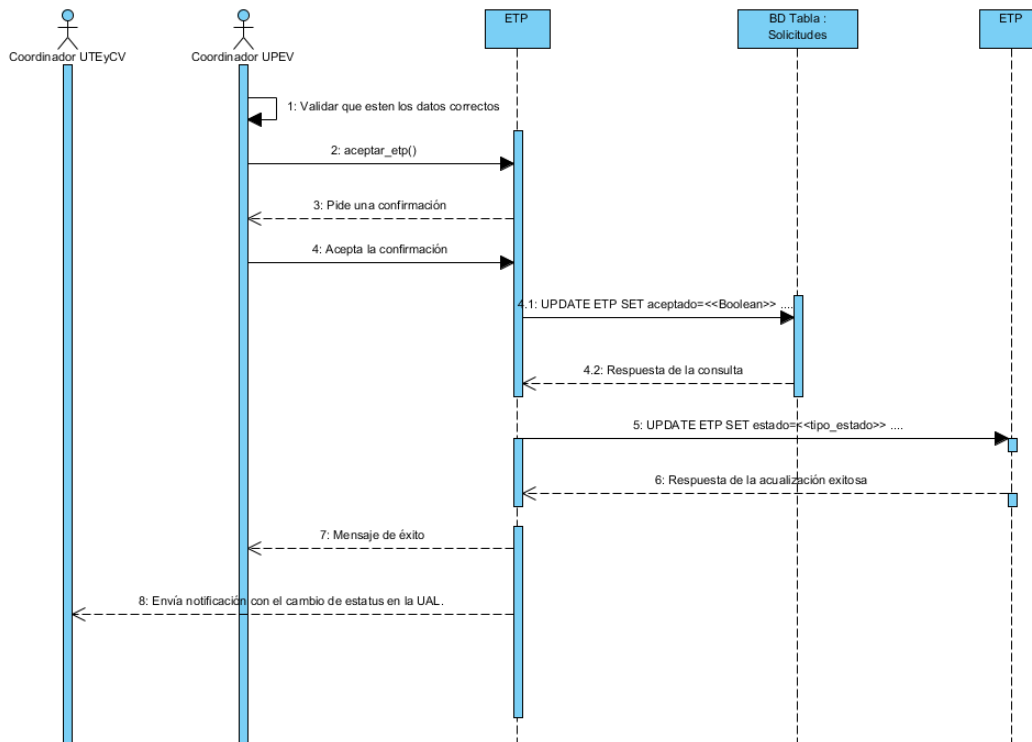 ETP
BD Tabla :
Solicitudes
ETP
Coordinador UTEyCV
Coordinador UPEV
1: Validar que esten los datos correctos
2: aceptar_etp()
3: Pide una confirmación
4: Acepta la confirmación
4.1: UPDATE ETP SET aceptado=<<Boolean>> ....
4.2: Respuesta de la consulta
5: UPDATE ETP SET estado=<<tipo_estado>> ....
6: Respuesta de la acualización exitosa
7: Mensaje de éxito
8: Envía notificación con el cambio de estatus en la UAL.